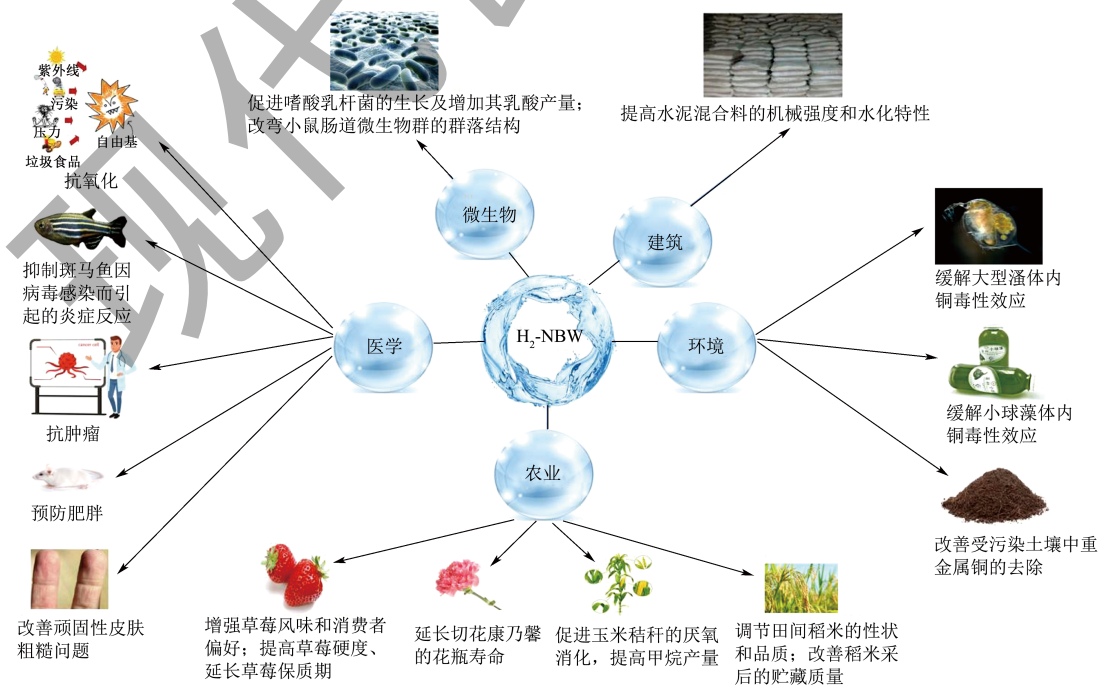 促进嗜酸乳杆菌的生长及增加其乳酸产量；
改弯小鼠肠道微生物群的群落结构
提高水泥混合料的机械强度和水化特性
紫外线
污染
压力
自由基
垃圾食品
抗氧化
微生物
建筑
抑制斑马鱼因
病毒感染而引
起的炎症反应
缓解大型溞体内
铜毒性效应
医学
H₂-NBW
环境
cancer cell
抗肿瘤
缓解小球藻体内
铜毒性效应
农业
预防肥胖
改善受污染土壤中重
金属铜的去除
改善顽固性皮肤
粗糙问题
增强草莓风味和消费者
偏好；提高草莓硬度、
延长草莓保质期
延长切花康乃馨
的花瓶寿命
促进玉米秸秆的厌氧
消化，提高甲烷产量
调节田间稻米的性状
和品质；改善稻米采
后的贮藏质量
现代